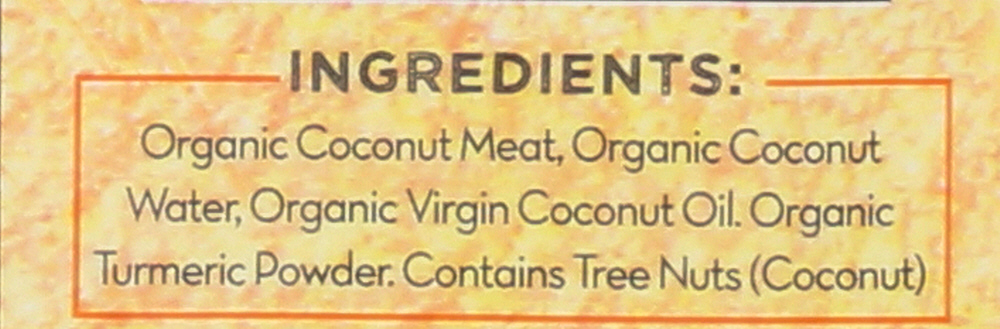 INGREDIENTS:
Organic Coconut Meat, Organic Coconut
Water, Organic Virgin Coconut Oil. Organic
Turmeric Powder. Contains Tree Nuts (Coconut)